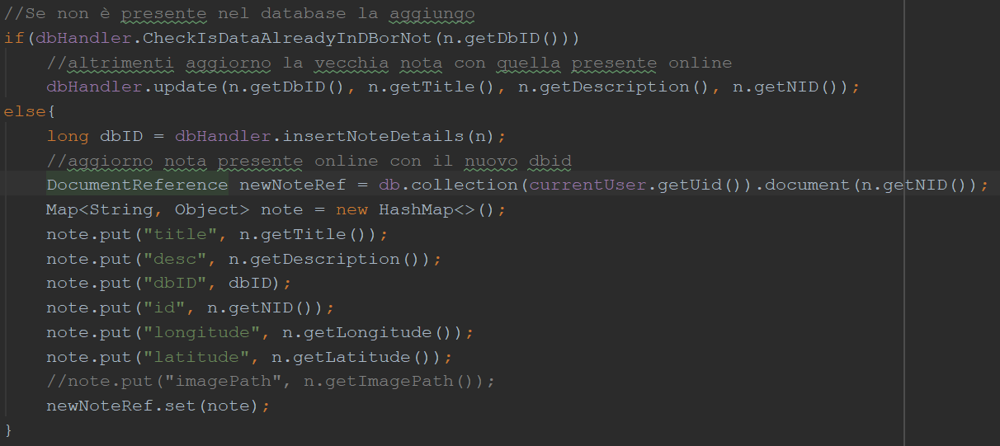 //Se non è presente nel database la aggiungo
if(dbHandler.CheckIsDataAlreadyInDBorNot(n.getDbID()))
    //altrimenti aggiorno la vecchia nota con quella presente online
    dbHandler.update(n.getDbID(), n.getTitle(), n.getDescription(), n.getNID());
else{
    long dbID = dbHandler.insertNoteDetails(n);
    //aggiorno nota presente online con il nuovo dbid
    DocumentReference newNoteRef = db.collection(currentUser.getUid()).document(n.getNID());
    Map<String, Object> note = new HashMap<>();
    note.put("title", n.getTitle());
    note.put("desc", n.getDescription());
    note.put("dbID", dbID);
    note.put("id", n.getNID());
    note.put("longitude", n.getLongitude());
    note.put("latitude", n.getLatitude());
    //note.put("imagePath", n.getImagePath());
    newNoteRef.set(note);
}